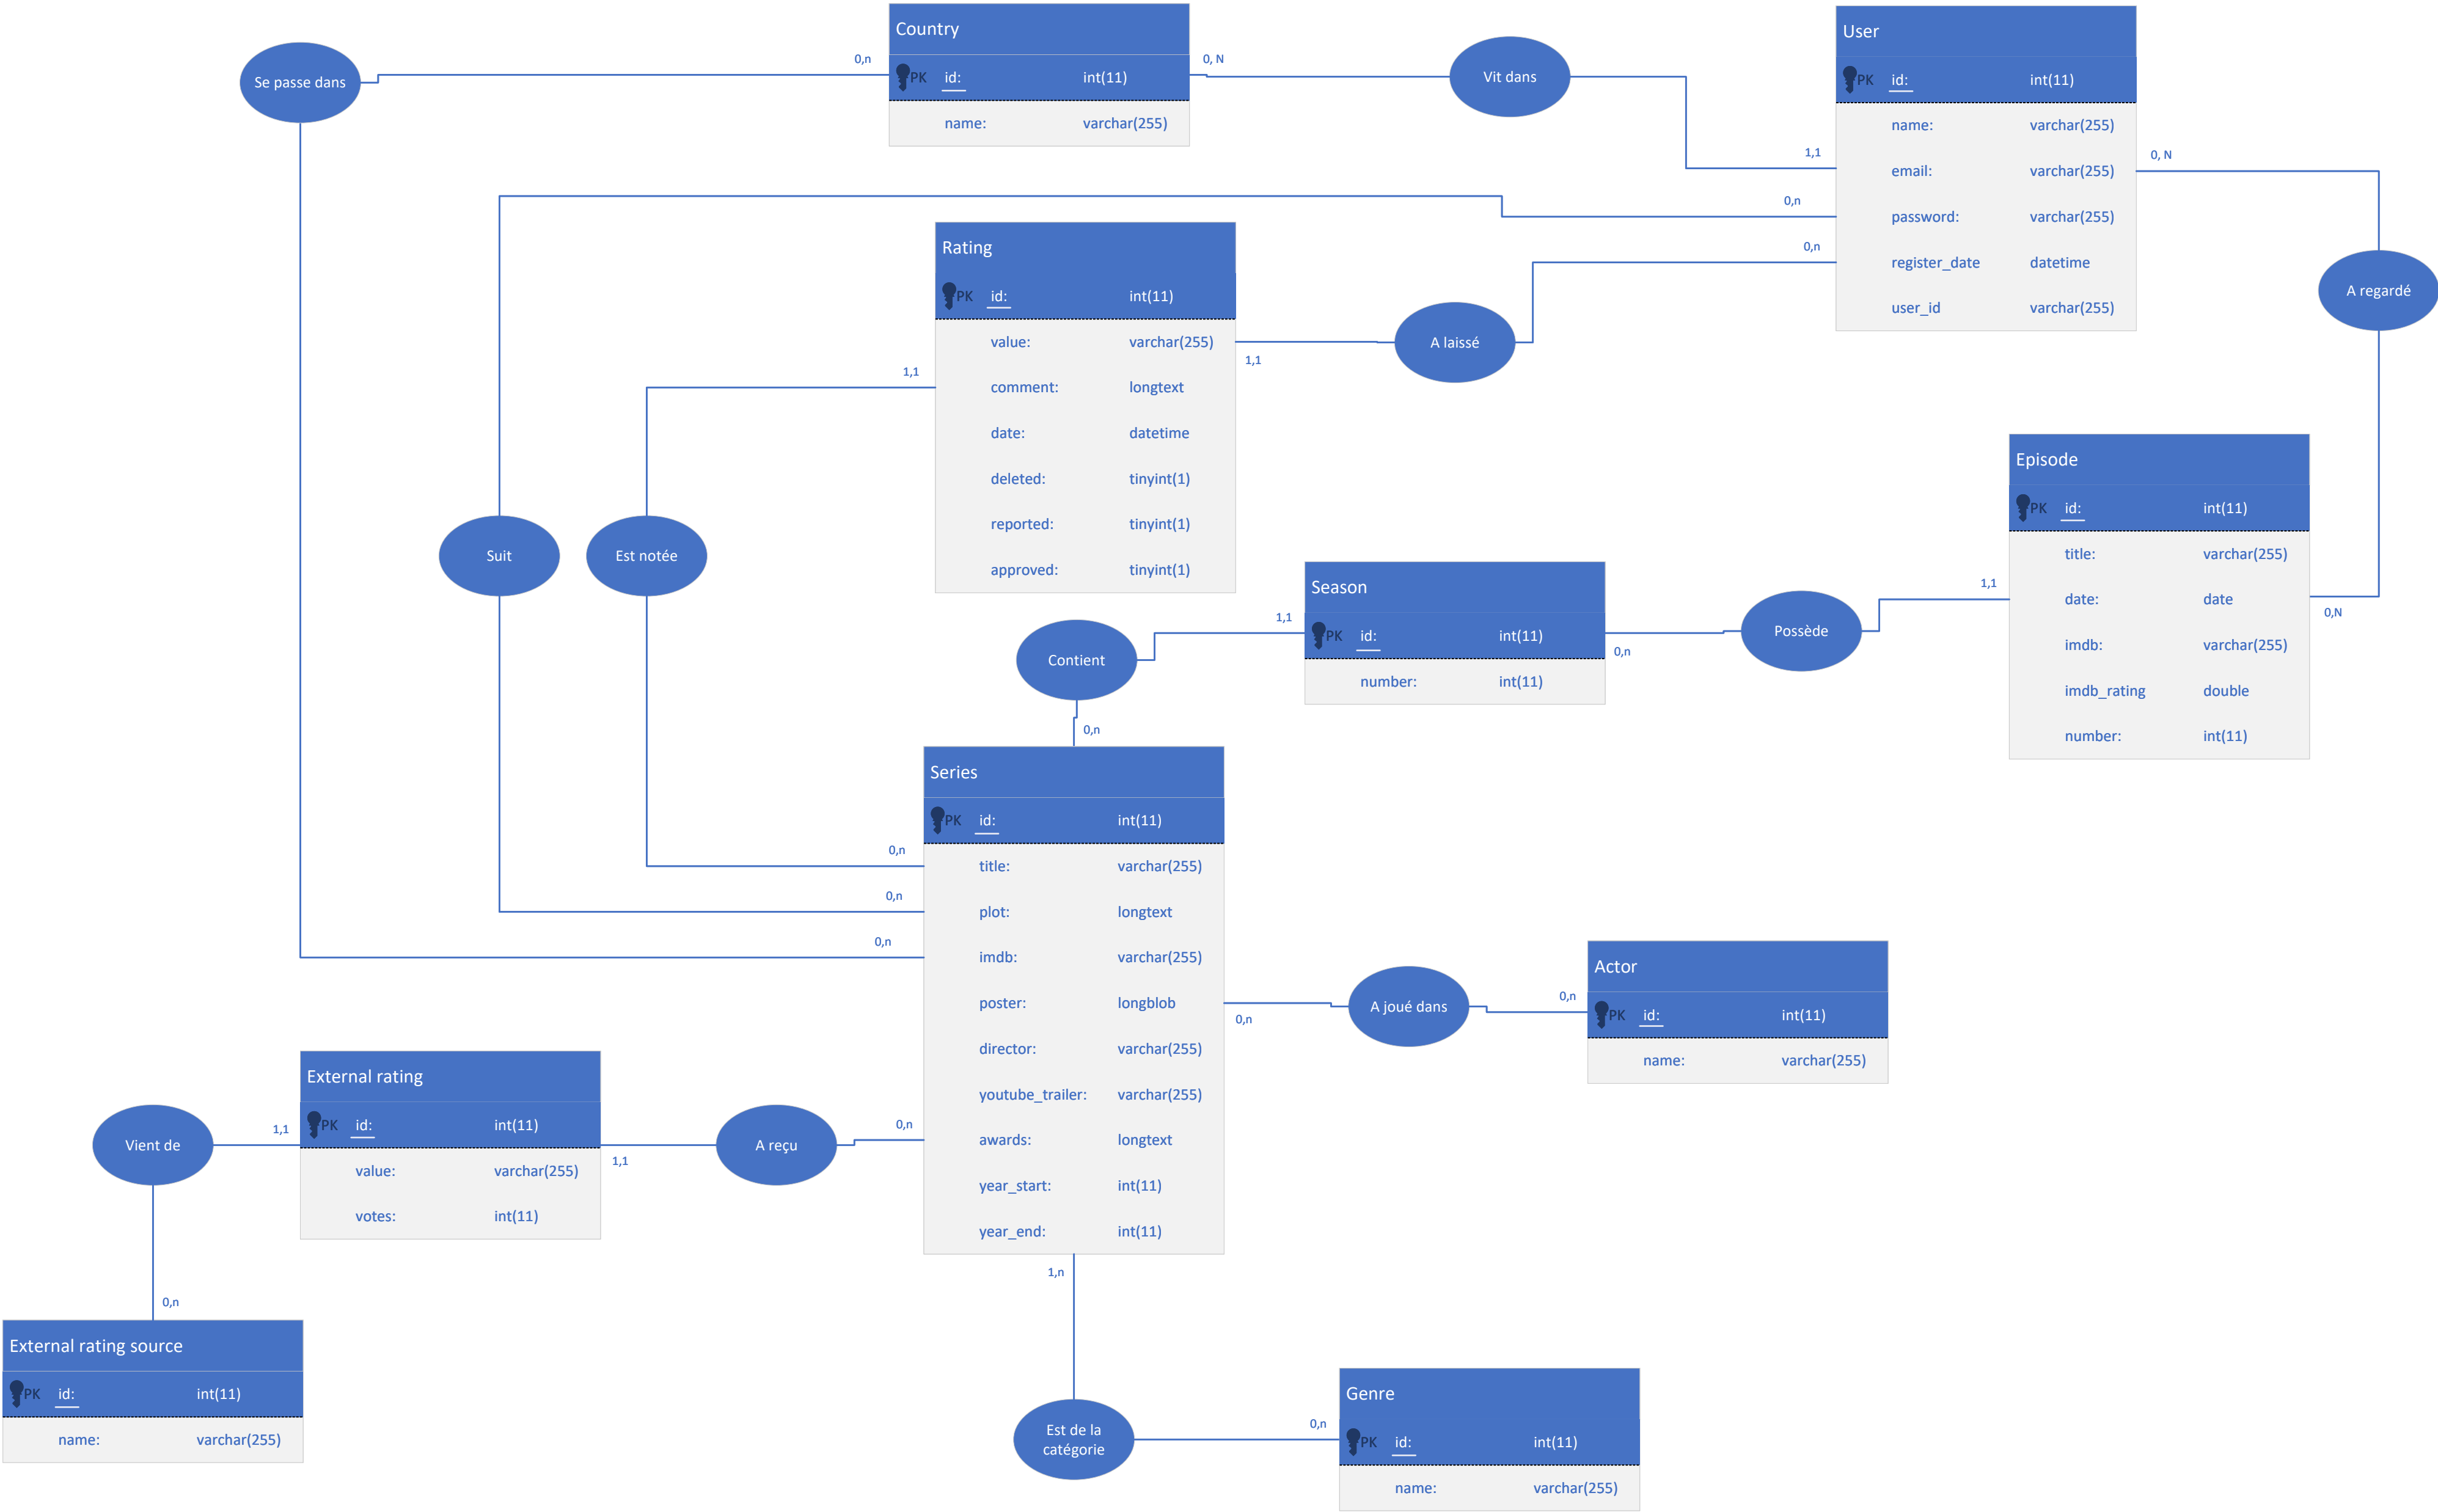 Country
PK id: int(11)
name: varchar(255)
Se passe dans
0,n
0, N
Vit dans
User
PK id: int(11)
name: varchar(255)
email: varchar(255)
password: varchar(255)
register_date datetime
user_id varchar(255)
1,1
0, N
0,n
0,n
A regardé
Rating
PK id: int(11)
value: varchar(255)
comment: longtext
date: datetime
deleted: tinyint(1)
reported: tinyint(1)
approved: tinyint(1)
A laissé
1,1
1,1
Suit
Est notée
Episode
PK id: int(11)
title: varchar(255)
date: date
imdb: varchar(255)
imdb_rating double
number: int(11)
1,1
0,N
Possède
Season
PK id: int(11)
number: int(11)
1,1
0,n
Contient
0,n
Series
PK id: int(11)
title: varchar(255)
plot: longtext
imdb: varchar(255)
poster: longblob
director: varchar(255)
youtube_trailer: varchar(255)
awards: longtext
year_start: int(11)
year_end: int(11)
0,n
0,n
0,n
0,n
A joué dans
0,n
Actor
PK id: int(11)
name: varchar(255)
External rating
PK id: int(11)
value: varchar(255)
votes: int(11)
Vient de
1,1
1,1
A reçu
0,n
0,n
External rating source
PK id: int(11)
name: varchar(255)
1,n
Est de la
catégorie
0,n
Genre
PK id: int(11)
name: varchar(255)